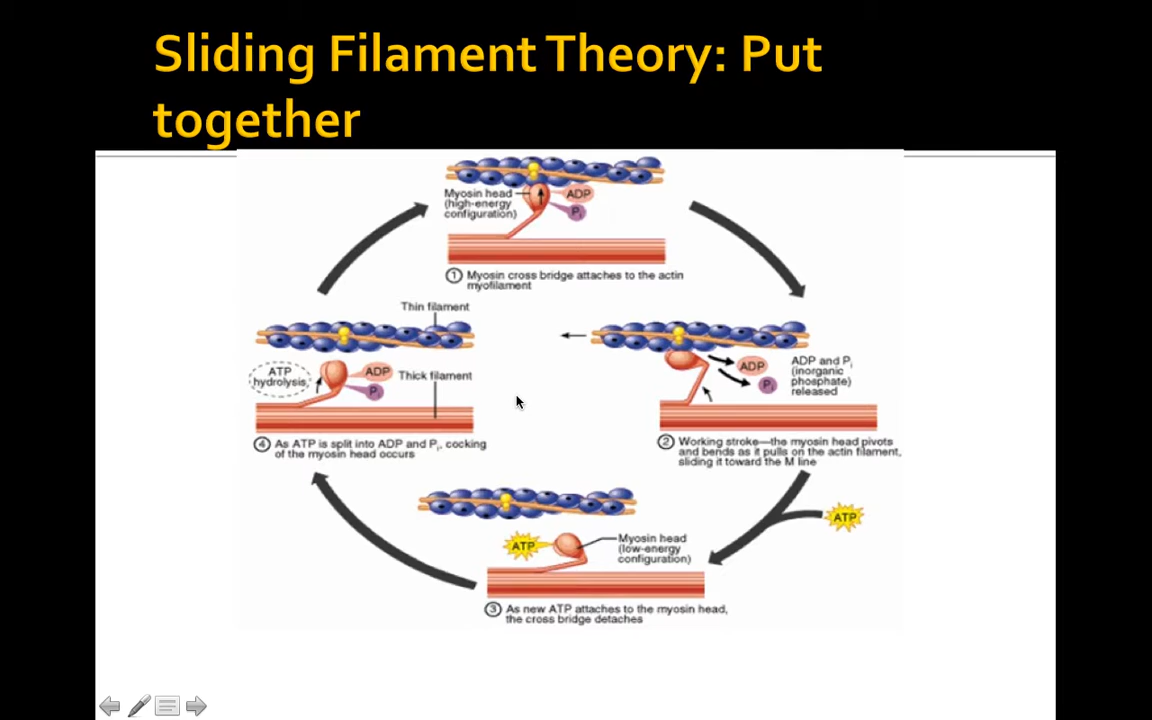 Sliding Filament Theory: Put
together
Myosin head
(high-energy
configuration)
ADP
Pi
① Myosin cross bridge attaches to the actin
myofilament
ADP
Pi
ADP and Pi
(inorganic
phosphate)
released
② Working stroke—the myosin head pivots
and bends as it pulls on the actin filament,
sliding it toward the M line
ATP
ATP
Myosin head
(low-energy
configuration)
③ As new ATP attaches to the myosin head,
the cross bridge detaches
Thin filament
ATP
hydrolysis
ADP
Pi
Thick filament
④ As ATP is split into ADP and Pi, cocking
of the myosin head occurs